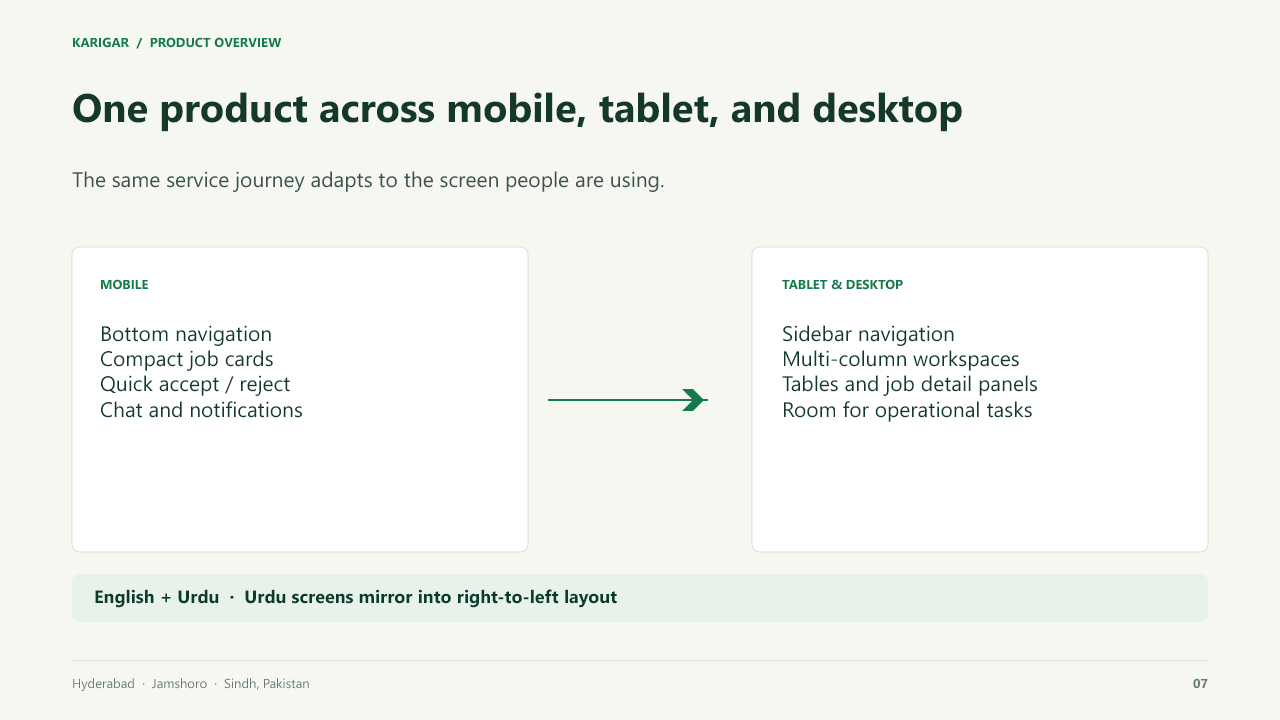 KARIGAR / PRODUCT OVERVIEW
One product across mobile, tablet, and desktop
The same service journey adapts to the screen people are using.
MOBILE
Bottom navigation
Compact job cards
Quick accept / reject
Chat and notifications
TABLET & DESKTOP
Sidebar navigation
Multi-column workspaces
Tables and job detail panels
Room for operational tasks
English + Urdu · Urdu screens mirror into right-to-left layout
Hyderabad · Jamshoro · Sindh, Pakistan
07